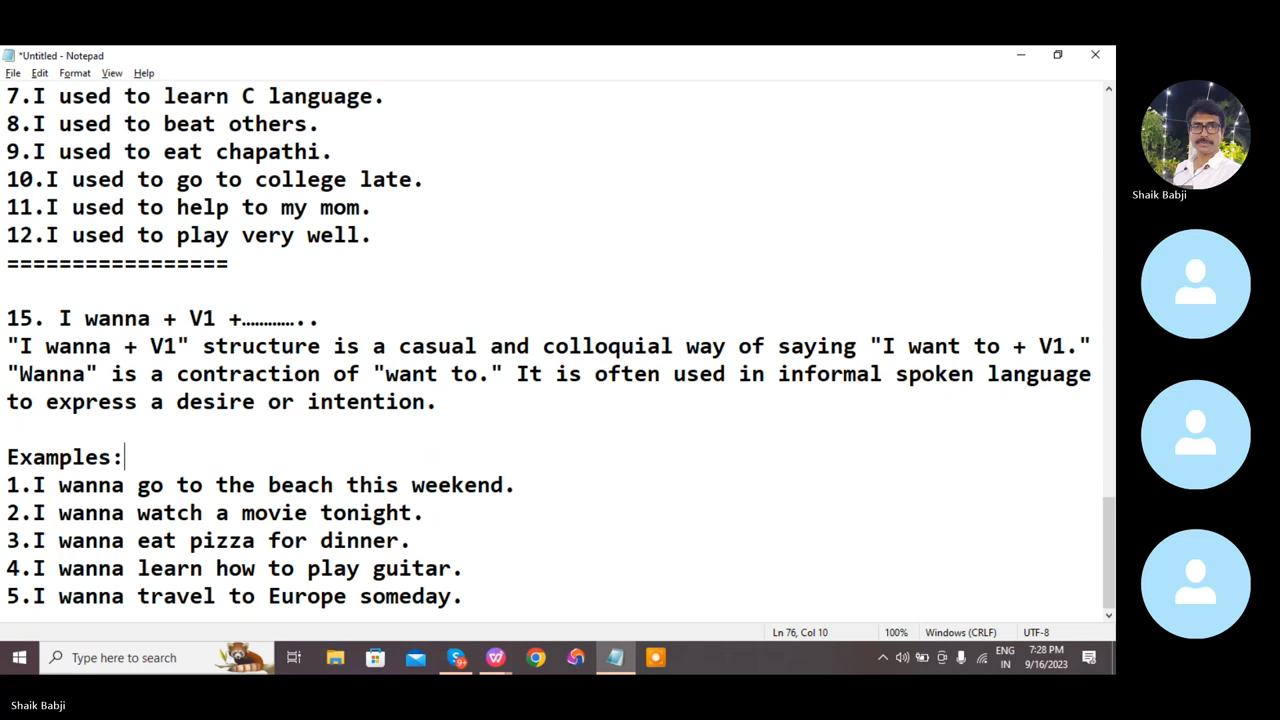 *Untitled - Notepad
File Edit Format View Help
7.I used to learn C language.
8.I used to beat others.
9.I used to eat chapathi.
10.I used to go to college late.
11.I used to help to my mom.
12.I used to play very well.
=================
15. I wanna + V1 +…………..
"I wanna + V1" structure is a casual and colloquial way of saying "I want to + V1."
"Wanna" is a contraction of "want to." It is often used in informal spoken language
to express a desire or intention.
Examples:
1.I wanna go to the beach this weekend.
2.I wanna watch a movie tonight.
3.I wanna eat pizza for dinner.
4.I wanna learn how to play guitar.
5.I wanna travel to Europe someday.
Ln 76, Col 10 100% Windows (CRLF) UTF-8
Type here to search
ENG
IN
7:28 PM
9/16/2023
Shaik Babji
Shaik Babji